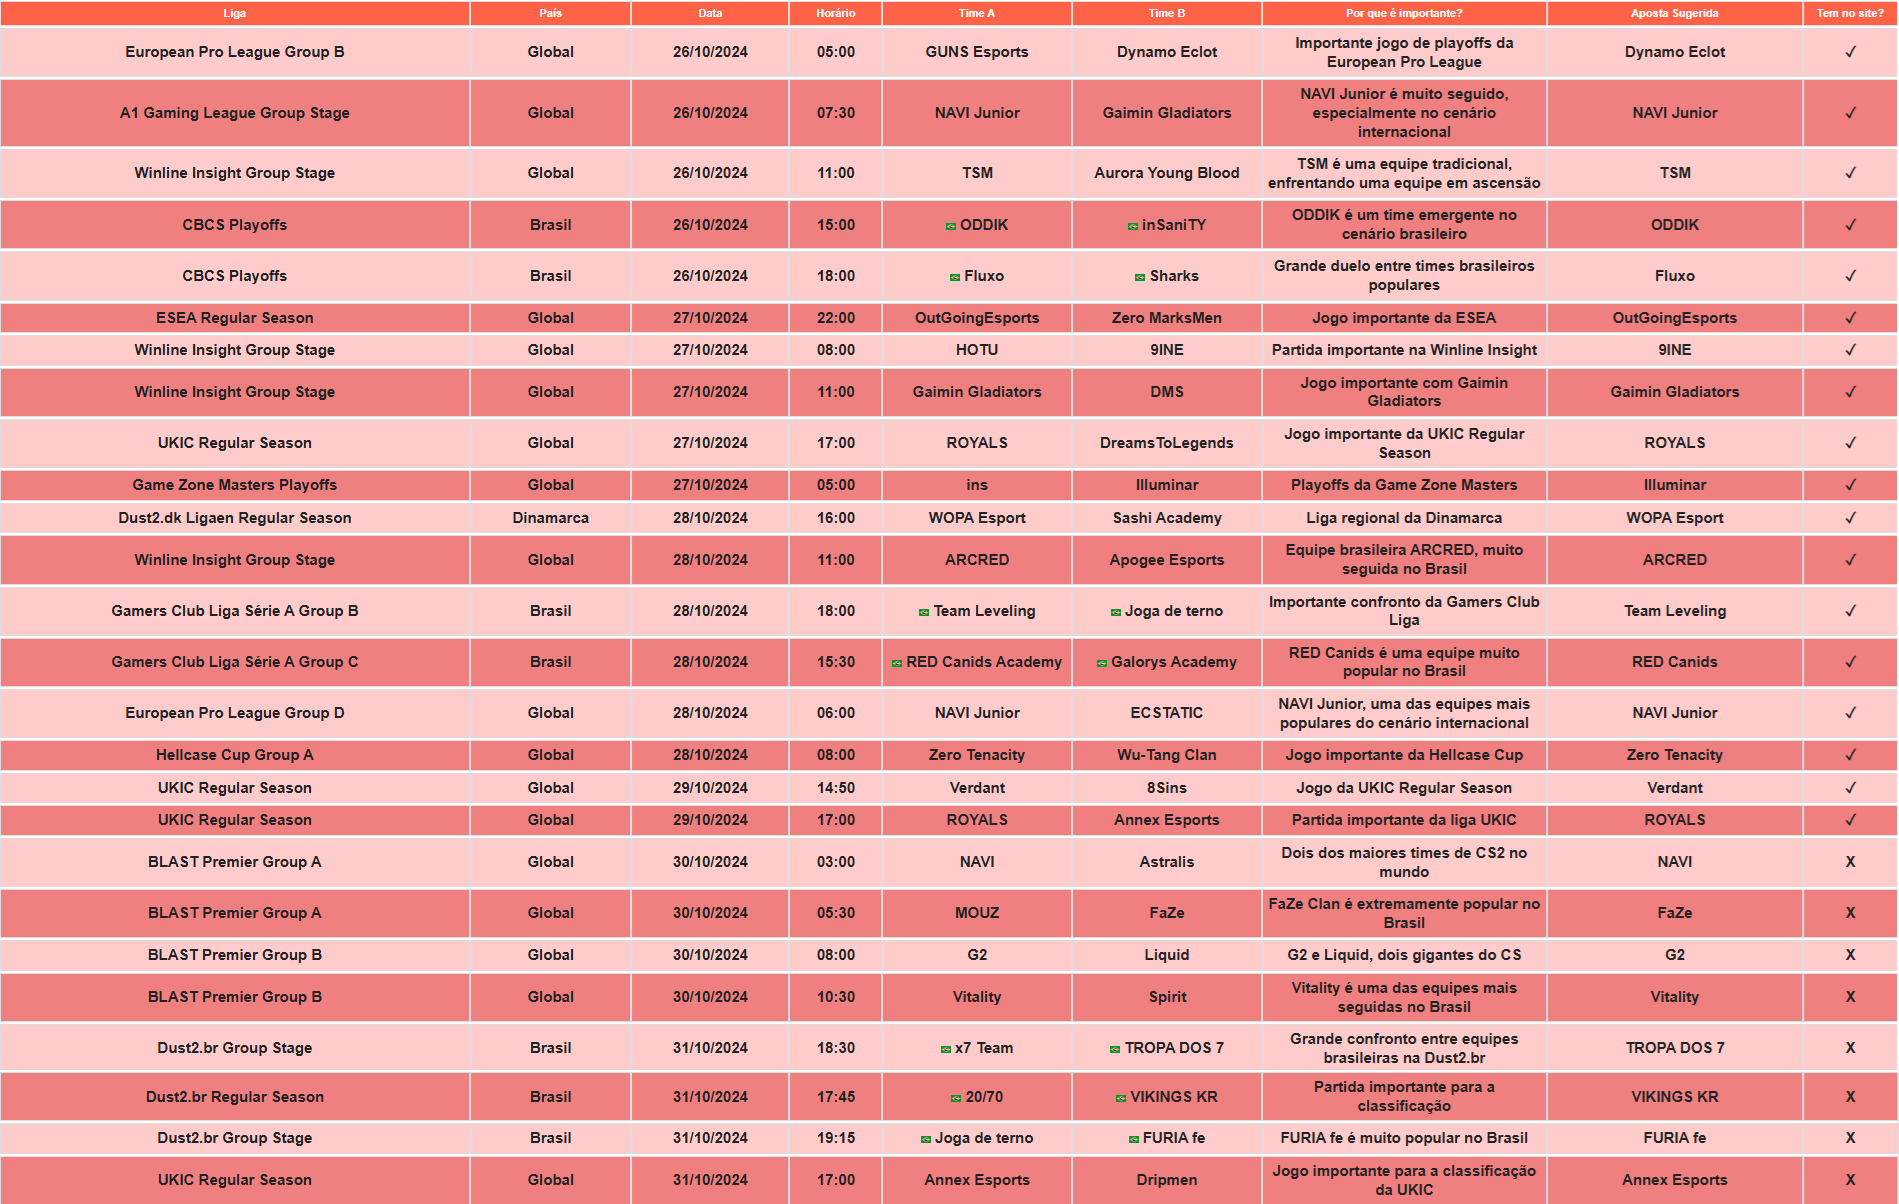 Liga País Data Horário Time A Time B Por que é importante? Aposta Sugerida Tem no site?
European Pro League Group B Global 26/10/2024 05:00 GUNS Esports Dynamo Eclot Importante jogo de playoffs da
European Pro League Dynamo Eclot ✓
A1 Gaming League Group Stage Global 26/10/2024 07:30 NAVI Junior Gaimin Gladiators NAVI Junior é muito seguido,
especialmente no cenário
internacional NAVI Junior ✓
Winline Insight Group Stage Global 26/10/2024 11:00 TSM Aurora Young Blood TSM é uma equipe tradicional,
enfrentando uma equipe em ascensão TSM ✓
CBCS Playoffs Brasil 26/10/2024 15:00 ODDIK inSaniTY ODDIK é um time emergente no
cenário brasileiro ODDIK ✓
CBCS Playoffs Brasil 26/10/2024 18:00 Fluxo Sharks Grande duelo entre times brasileiros
populares Fluxo ✓
ESEA Regular Season Global 27/10/2024 22:00 OutGoingEsports Zero MarksMen Jogo importante da ESEA OutGoingEsports ✓
Winline Insight Group Stage Global 27/10/2024 08:00 HOTU 9INE Partida importante na Winline Insight 9INE ✓
Winline Insight Group Stage Global 27/10/2024 11:00 Gaimin Gladiators DMS Jogo importante com Gaimin
Gladiators Gaimin Gladiators ✓
UKIC Regular Season Global 27/10/2024 17:00 ROYALS DreamsToLegends Jogo importante da UKIC Regular
Season ROYALS ✓
Game Zone Masters Playoffs Global 27/10/2024 05:00 ins Illuminar Playoffs da Game Zone Masters Illuminar ✓
Dust2.dk Ligaen Regular Season Dinamarca 28/10/2024 16:00 WOPA Esport Sashi Academy Liga regional da Dinamarca WOPA Esport ✓
Winline Insight Group Stage Global 28/10/2024 11:00 ARCRED Apogee Esports Equipe brasileira ARCRED, muito
seguida no Brasil ARCRED ✓
Gamers Club Liga Série A Group B Brasil 28/10/2024 18:00 Team Leveling Joga de terno Importante confronto da Gamers Club
Liga Team Leveling ✓
Gamers Club Liga Série A Group C Brasil 28/10/2024 15:30 RED Canids Academy Galorys Academy RED Canids é uma equipe muito
popular no Brasil RED Canids ✓
European Pro League Group D Global 28/10/2024 06:00 NAVI Junior ECSTATIC NAVI Junior, uma das equipes mais
populares do cenário internacional NAVI Junior ✓
Hellcase Cup Group A Global 28/10/2024 08:00 Zero Tenacity Wu-Tang Clan Jogo importante da Hellcase Cup Zero Tenacity ✓
UKIC Regular Season Global 29/10/2024 14:50 Verdant 8Sins Jogo da UKIC Regular Season Verdant ✓
UKIC Regular Season Global 29/10/2024 17:00 ROYALS Annex Esports Partida importante da liga UKIC ROYALS ✓
BLAST Premier Group A Global 30/10/2024 03:00 NAVI Astralis Dois dos maiores times de CS2 no
mundo NAVI X
BLAST Premier Group A Global 30/10/2024 05:30 MOUZ FaZe FaZe Clan é extremamente popular no
Brasil FaZe X
BLAST Premier Group B Global 30/10/2024 08:00 G2 Liquid G2 e Liquid, dois gigantes do CS G2 X
BLAST Premier Group B Global 30/10/2024 10:30 Vitality Spirit Vitality é uma das equipes mais
seguidas no Brasil Vitality X
Dust2.br Group Stage Brasil 31/10/2024 18:30 x7 Team TROPA DOS 7 Grande confronto entre equipes
brasileiras na Dust2.br TROPA DOS 7 X
Dust2.br Regular Season Brasil 31/10/2024 17:45 20/70 VIKINGS KR Partida importante para a
classificação VIKINGS KR X
Dust2.br Group Stage Brasil 31/10/2024 19:15 Joga de terno FURIA fe FURIA fe é muito popular no Brasil FURIA fe X
UKIC Regular Season Global 31/10/2024 17:00 Annex Esports Dripmen Jogo importante para a classificação
da UKIC Annex Esports X